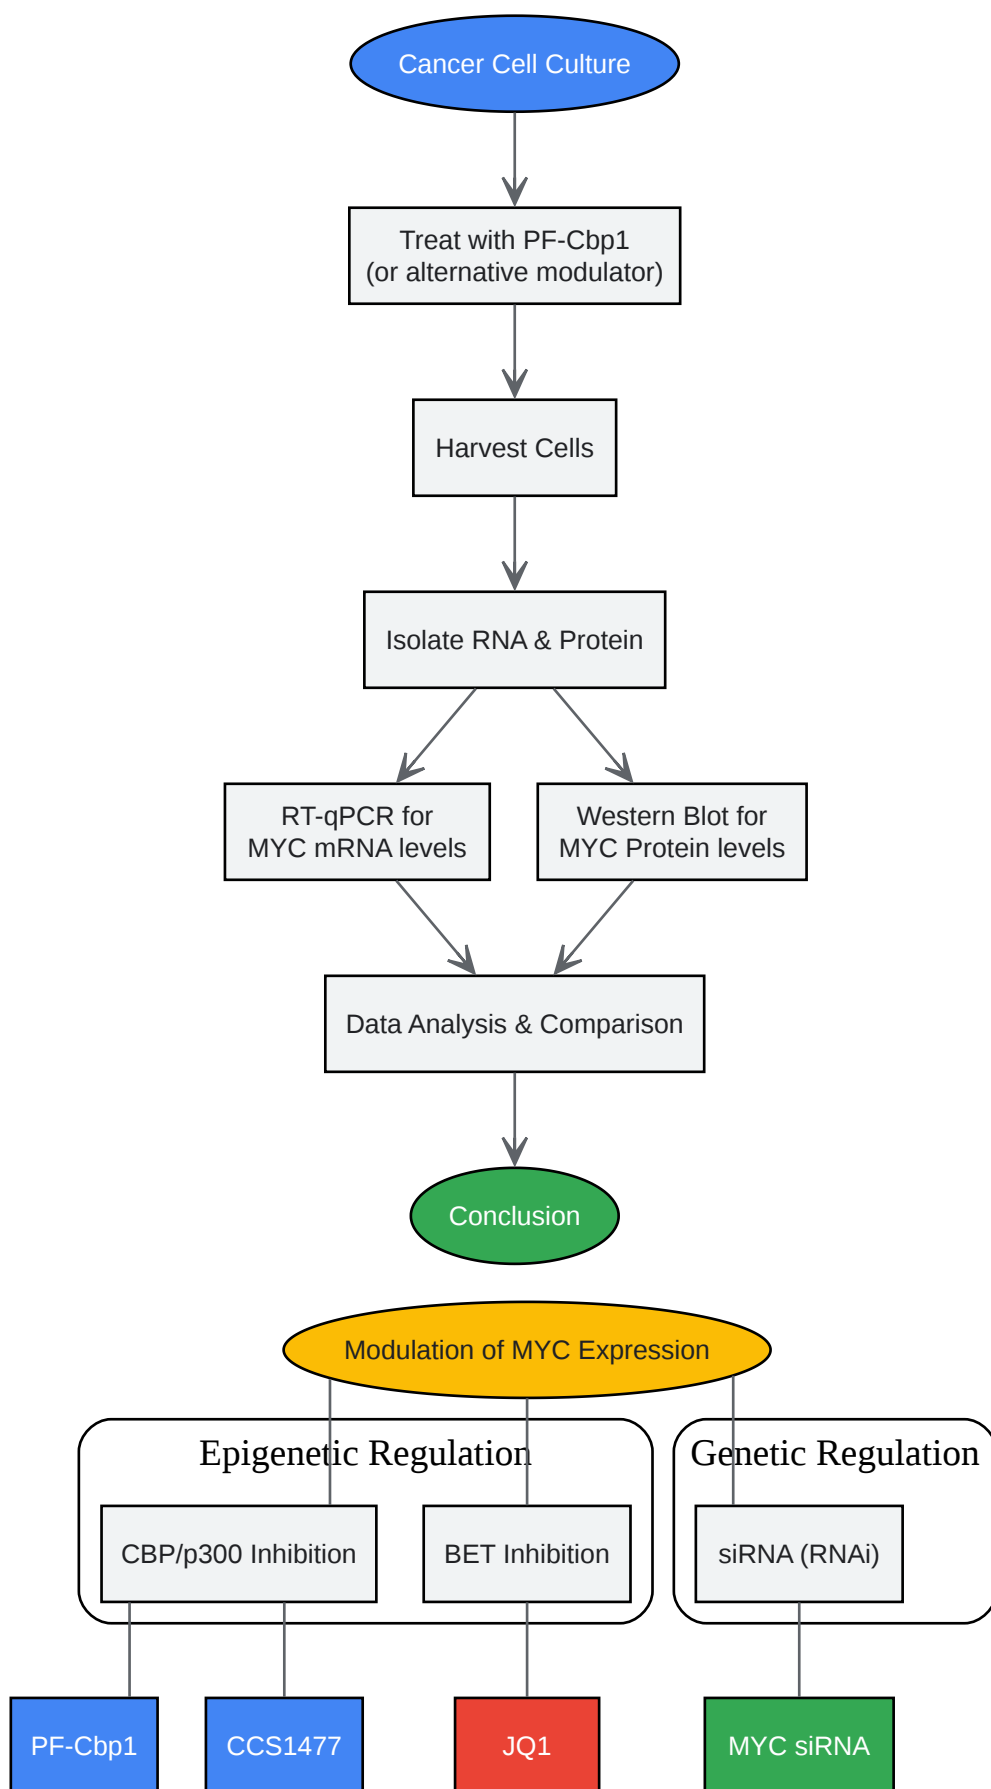 Cancer Cell Culture
Treat with PF-Cbp1
(or alternative modulator)
Harvest Cells
Isolate RNA & Protein
RT-qPCR for
MYC mRNA levels
Western Blot for
MYC Protein levels
Data Analysis & Comparison
Conclusion
Modulation of MYC Expression
Epigenetic Regulation
Genetic Regulation
CBP/p300 Inhibition
BET Inhibition
siRNA (RNAi)
PF-Cbp1
CCS1477
JQ1
MYC siRNA